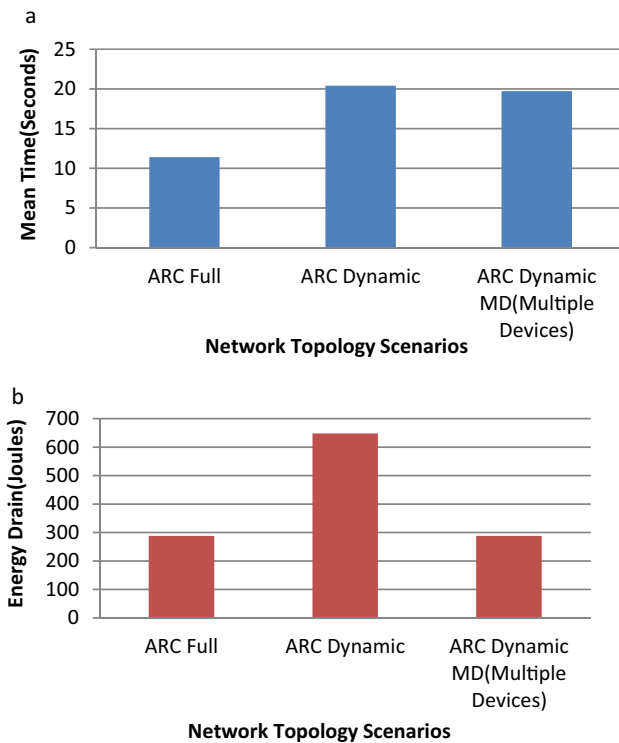 a
Mean Time(Seconds)
25
20
15
10
5
0
ARC Full
ARC Dynamic
ARC Dynamic
MD(Multiple
Devices)
Network Topology Scenarios
b
Energy Drain(Joules)
700
600
500
400
300
200
100
0
ARC Full
ARC Dynamic
ARC Dynamic
MD(Multiple
Devices)
Network Topology Scenarios